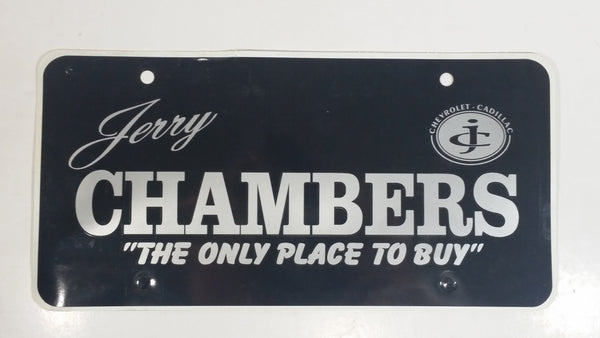 Jerry
CHEVROLET - CADILLAC
jc
CHAMBERS
"THE ONLY PLACE TO BUY"